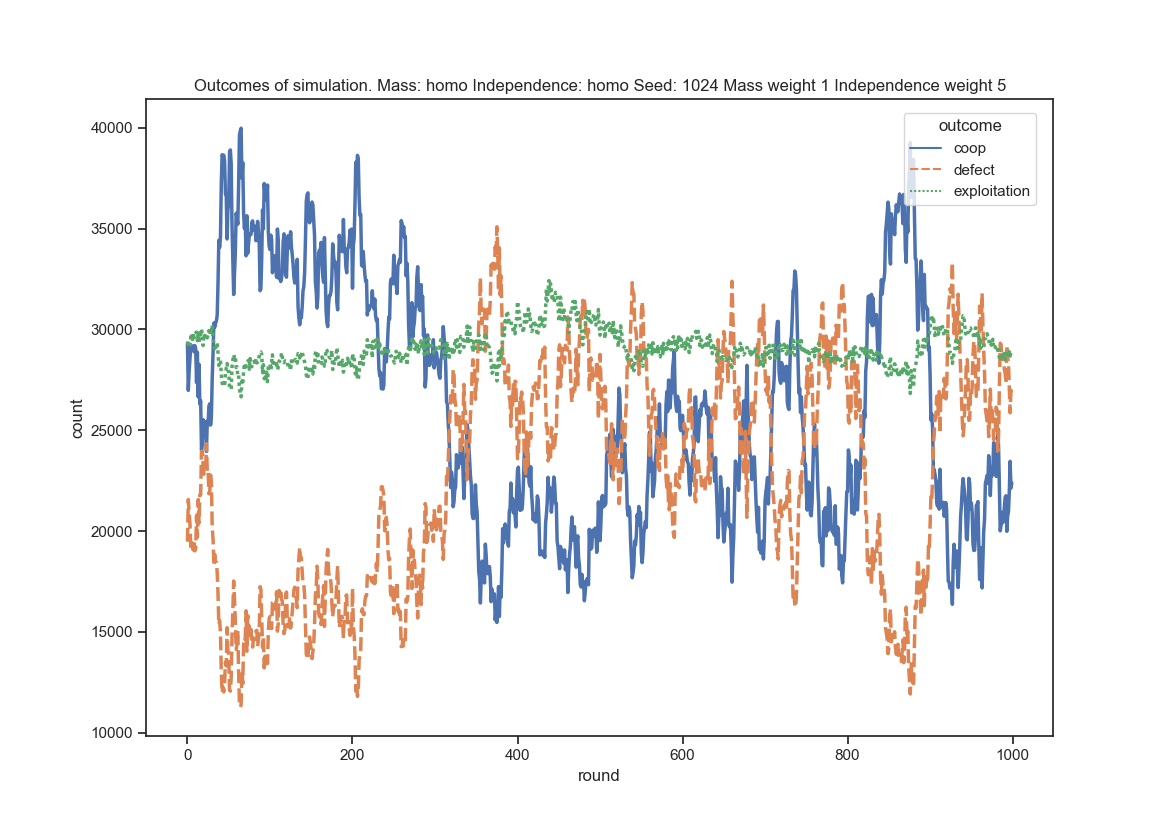 Outcomes of simulation. Mass: homo Independence: homo Seed: 1024 Mass weight 1 Independence weight 5
40000
35000
30000
25000
20000
15000
10000
count
outcome
coop
defect
exploitation
0
200
400
600
800
1000
round